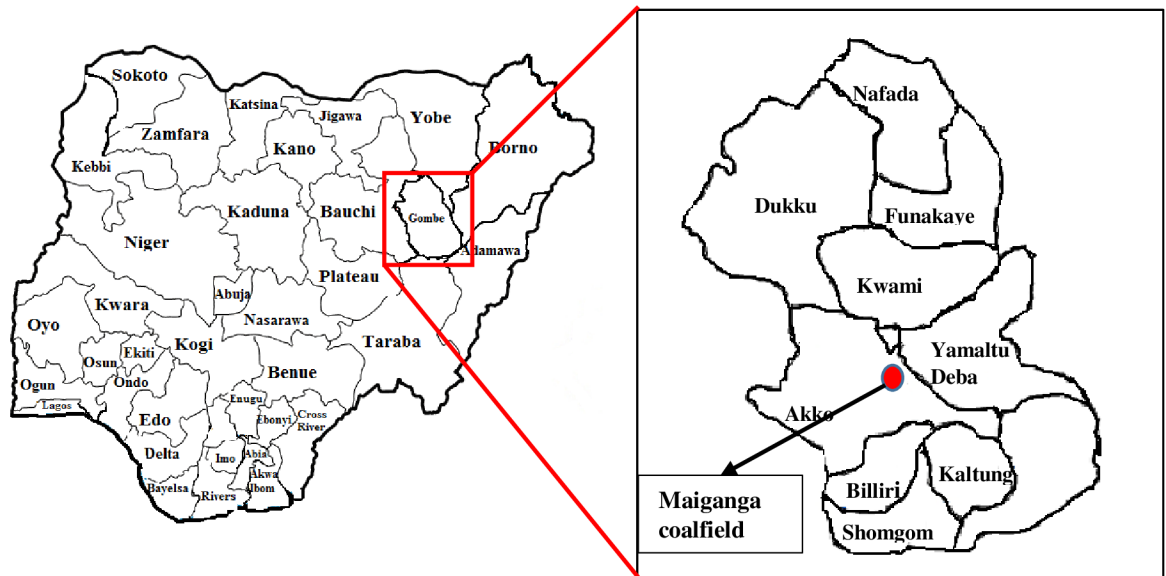 Sokoto
Katsina
Jigawa
Yobe
Zamfara
Kano
Borno
Kebbi
Kaduna
Bauchi
Gombe
Niger
Adamawa
Plateau
Abuja
Kwara
Nasarawa
Oyo
Kogi
Taraba
Osun
Ekiti
Benue
Ogun
Ondo
Lagos
Enugu
Edo
Ebonyi
Cross
River
Delta
Imo
Abia
Akwa
Ibom
Bayelsa
Rivers
Nafada
Dukku
Funakaye
Kwami
Yamaltu
Deba
Akko
Billiri
Kaltung
Shomgom
Maiganga
coalfield